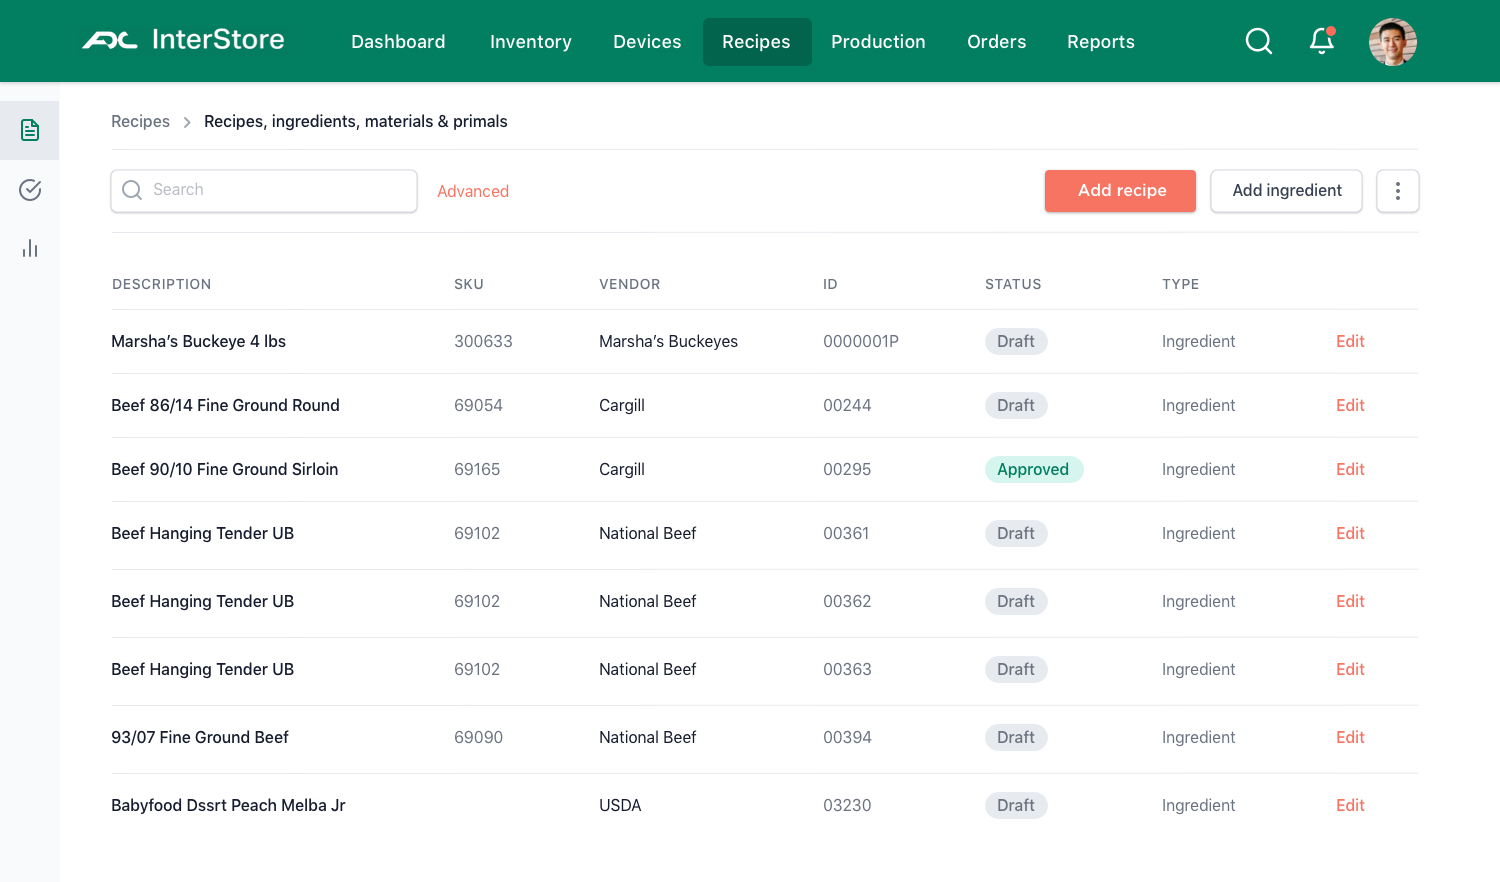 InterStore Dashboard Inventory Devices Recipes Production Orders Reports
Recipes Recipes, ingredients, materials & primals
Search Advanced Add recipe Add ingredient
DESCRIPTION SKU VENDOR ID STATUS TYPE
Marsha’s Buckeye 4 lbs 300633 Marsha’s Buckeyes 0000001P Draft Ingredient Edit
Beef 86/14 Fine Ground Round 69054 Cargill 00244 Draft Ingredient Edit
Beef 90/10 Fine Ground Sirloin 69165 Cargill 00295 Approved Ingredient Edit
Beef Hanging Tender UB 69102 National Beef 00361 Draft Ingredient Edit
Beef Hanging Tender UB 69102 National Beef 00362 Draft Ingredient Edit
Beef Hanging Tender UB 69102 National Beef 00363 Draft Ingredient Edit
93/07 Fine Ground Beef 69090 National Beef 00394 Draft Ingredient Edit
Babyfood Dssrt Peach Melba Jr USDA 03230 Draft Ingredient Edit